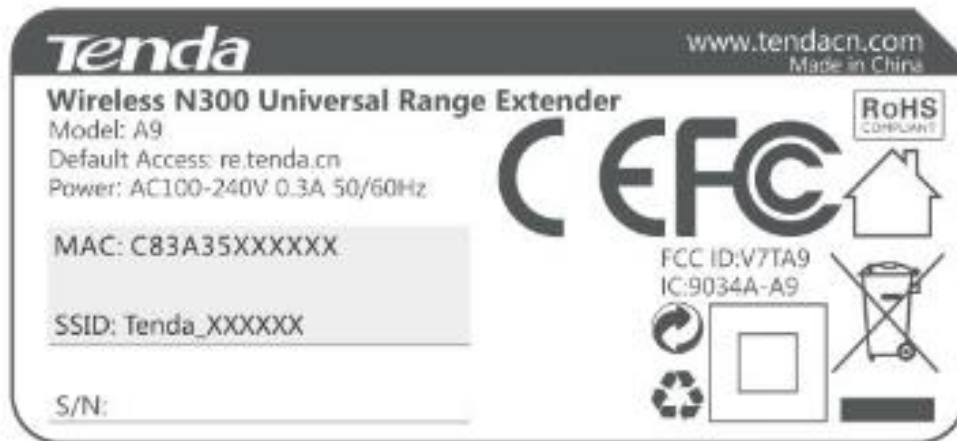 Tenda
www.tendacn.com
Made in China
Wireless N300 Universal Range Extender
Model: A9
Default Access: re.tenda.cn
Power: AC100-240V 0.3A 50/60Hz
RoHS
COMPLIANT
CE FC
MAC: C83A35XXXXXX
SSID: Tenda_XXXXXX
S/N:
FCC ID:V7TA9
IC:9034A-A9